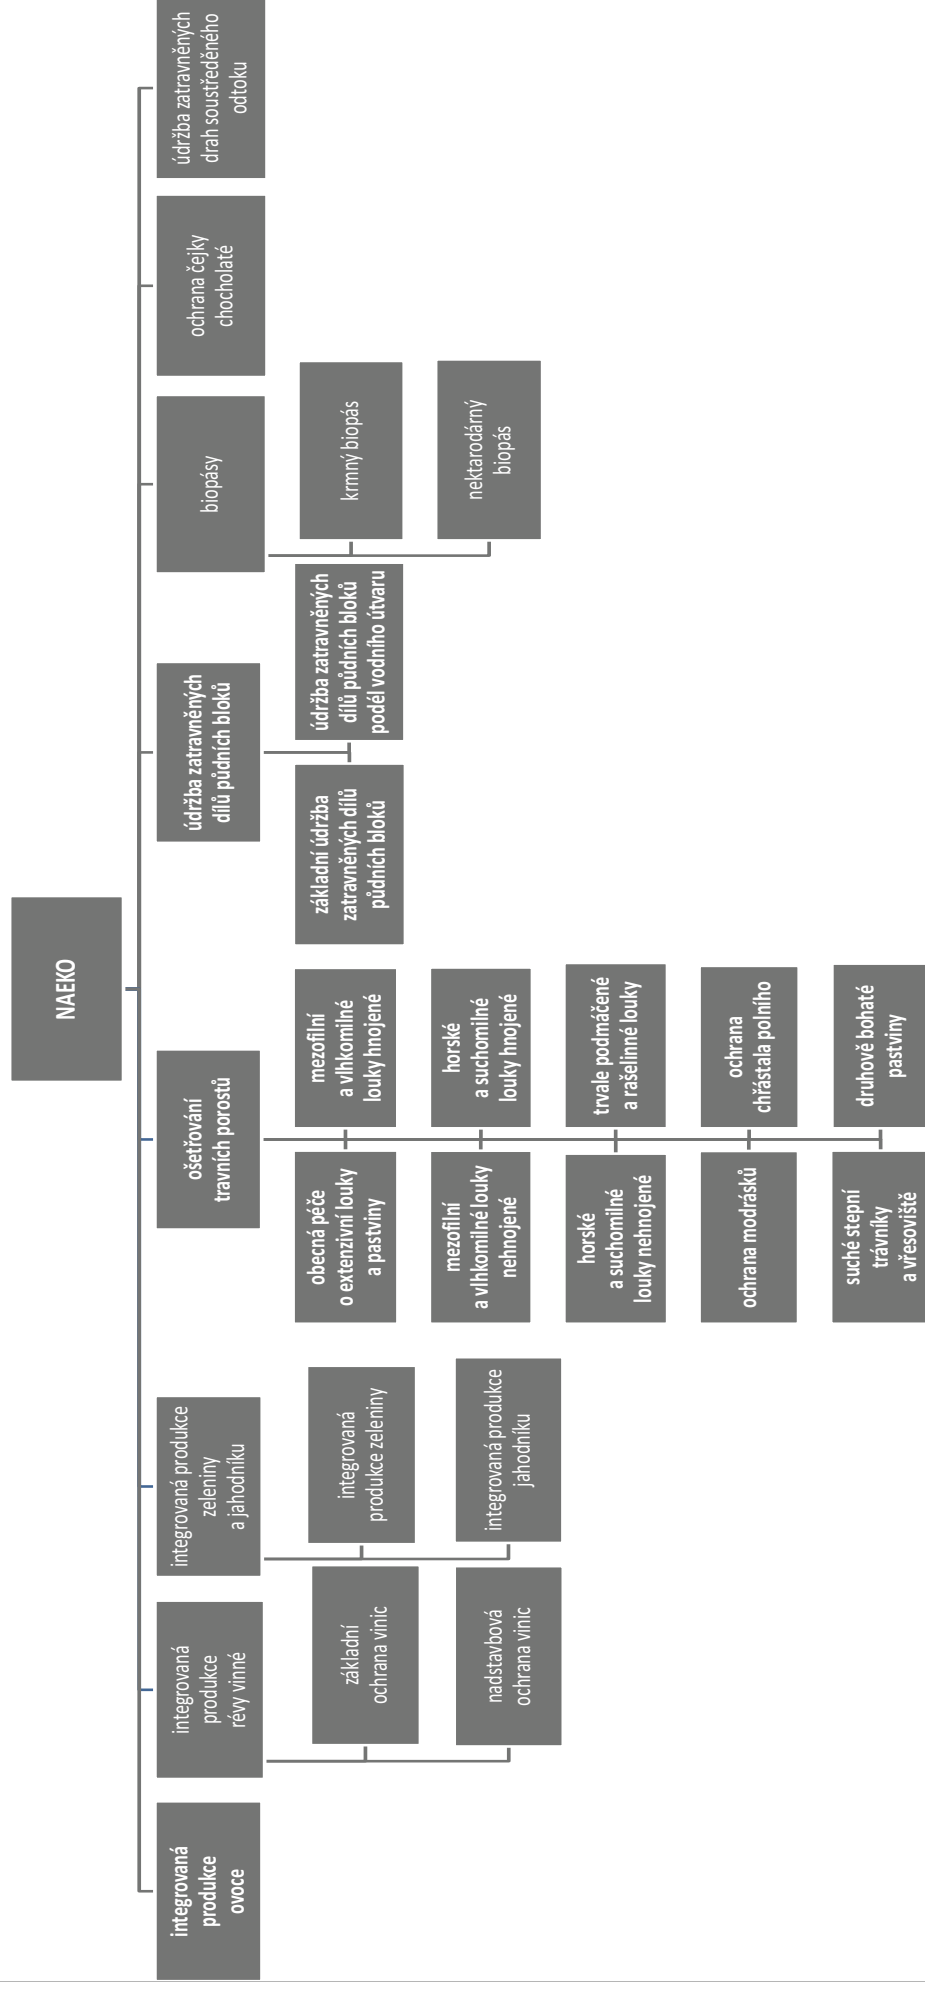 NAEKO
integrovaná
produkce
ovoce
integrovaná
produkce
révy vinné
základní
ochrana vinic
nadstavbová
ochrana vinic
integrovaná produkce
zeleniny
a jahodníku
integrovaná
produkce zeleniny
integrovaná produkce
jahodníku
ošetřování
travních porostů
obecná péče
o extenzivní louky
a pastviny
mezofilní
a vlhkomilné
louky hnojené
mezofilní
a vlhkomilné louky
nehnojené
horské
a suchomilné
louky hnojené
horské
a suchomilné
louky nehnojené
trvale podmáčené
a rašelinné louky
ochrana modrásků
ochrana
chřástala polního
suché stepní
trávníky
a vřesoviště
druhově bohaté
pastviny
údržba zatravněných
dílů půdních bloků
základní údržba
zatravněných dílů
půdních bloků
údržba zatravněných
dílů půdních bloků
podél vodního útvaru
biopásy
krmný biopás
nektarodárný
biopás
ochrana čejky
chocholaté
údržba zatravněných
drah soustředěného
odtoku